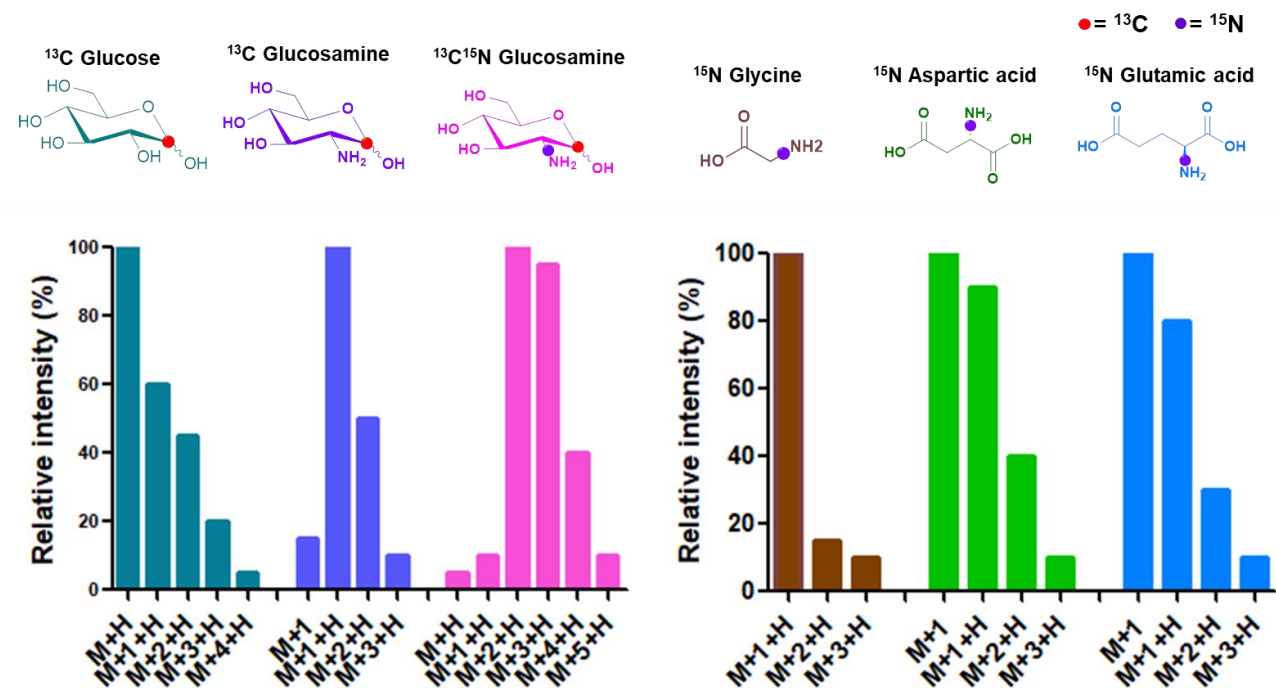 = ¹³C = ¹⁵N
¹³C Glucose
¹³C Glucosamine
¹³C¹⁵N Glucosamine
¹⁵N Glycine
¹⁵N Aspartic acid
¹⁵N Glutamic acid
HO
O
HO
HO
OH
OH
HO
O
HO
HO
NH₂
OH
HO
O
HO
HO
NH₂
OH
O
HO
NH2
O
HO
NH₂
OH
O
O
HO
O
OH
NH₂
Relative intensity (%)
100
80
60
40
20
0
M+H
M+1+H
M+2+H
M+3+H
M+4+H
M+1
M+1+H
M+2+H
M+3+H
M+H
M+1+H
M+2+H
M+3+H
M+4+H
M+5+H
Relative intensity (%)
100
80
60
40
20
0
M+1+H
M+2+H
M+3+H
M+1
M+1+H
M+2+H
M+3+H
M+1
M+1+H
M+2+H
M+3+H